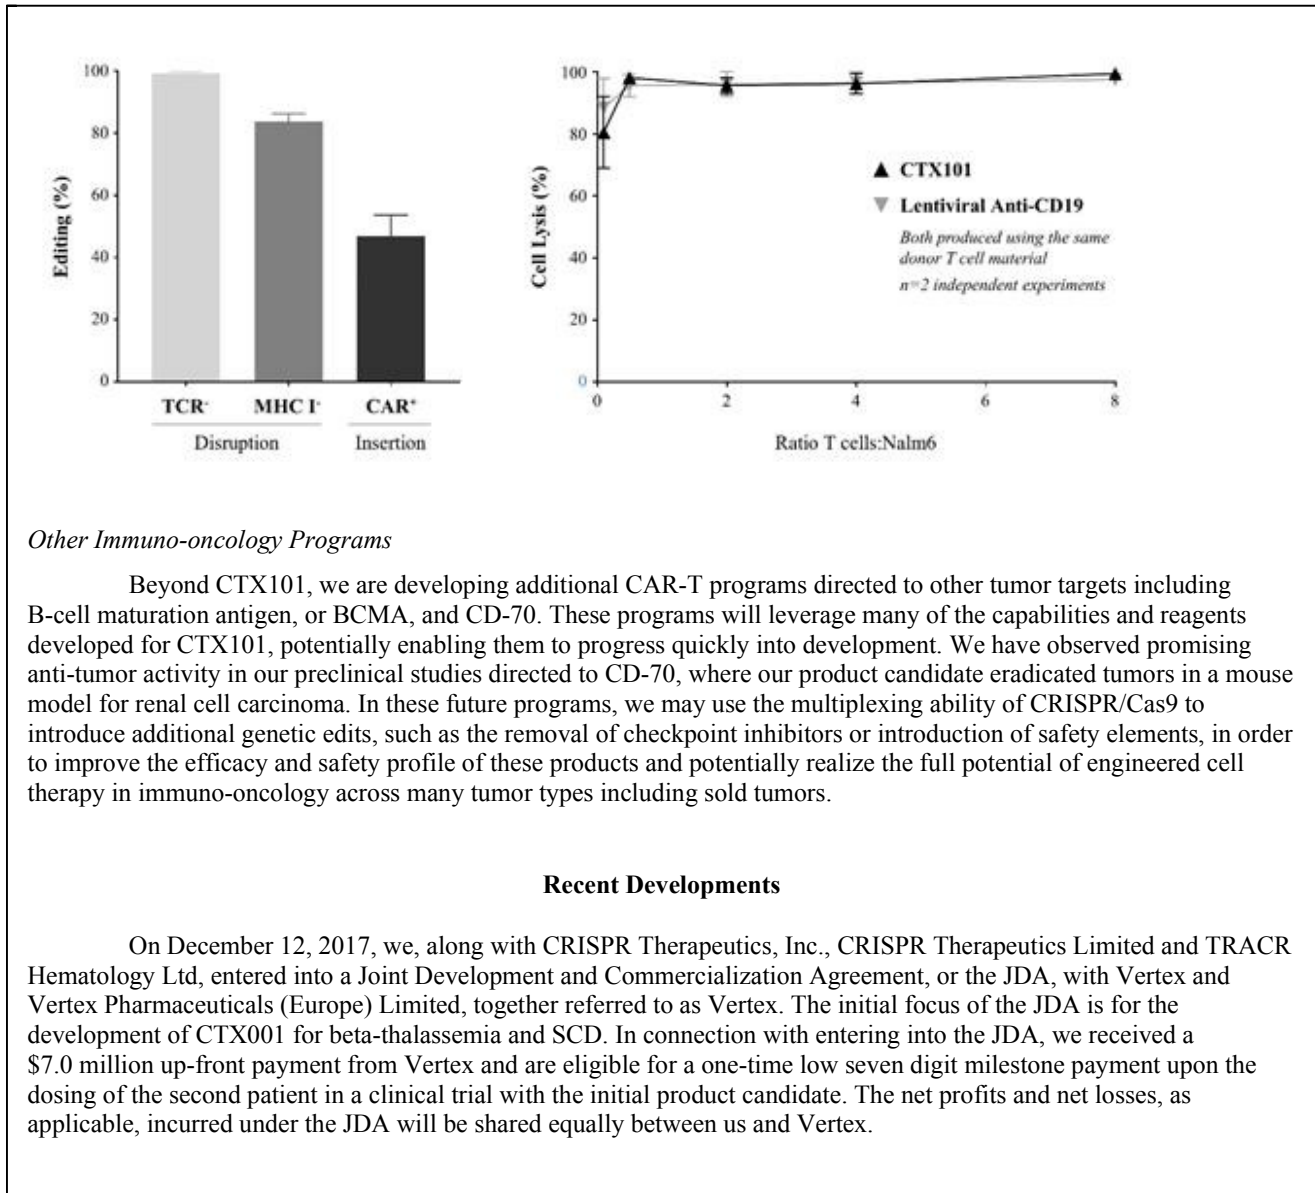 100
80
60
40
20
0
Editing (%)
TCR-
MHC I-
CAR+
Disruption
Insertion
100
80
60
40
20
0
Cell Lysis (%)
0
2
4
6
8
Ratio T cells:Nalm6
CTX101
Lentiviral Anti-CD19
Both produced using the same
donor T cell material
n=2 independent experiments
Other Immuno-oncology Programs
Beyond CTX101, we are developing additional CAR-T programs directed to other tumor targets including
B-cell maturation antigen, or BCMA, and CD-70. These programs will leverage many of the capabilities and reagents
developed for CTX101, potentially enabling them to progress quickly into development. We have observed promising
anti-tumor activity in our preclinical studies directed to CD-70, where our product candidate eradicated tumors in a mouse
model for renal cell carcinoma. In these future programs, we may use the multiplexing ability of CRISPR/Cas9 to
introduce additional genetic edits, such as the removal of checkpoint inhibitors or introduction of safety elements, in order
to improve the efficacy and safety profile of these products and potentially realize the full potential of engineered cell
therapy in immuno-oncology across many tumor types including sold tumors.
Recent Developments
On December 12, 2017, we, along with CRISPR Therapeutics, Inc., CRISPR Therapeutics Limited and TRACR
Hematology Ltd, entered into a Joint Development and Commercialization Agreement, or the JDA, with Vertex and
Vertex Pharmaceuticals (Europe) Limited, together referred to as Vertex. The initial focus of the JDA is for the
development of CTX001 for beta-thalassemia and SCD. In connection with entering into the JDA, we received a
$7.0 million up-front payment from Vertex and are eligible for a one-time low seven digit milestone payment upon the
dosing of the second patient in a clinical trial with the initial product candidate. The net profits and net losses, as
applicable, incurred under the JDA will be shared equally between us and Vertex.